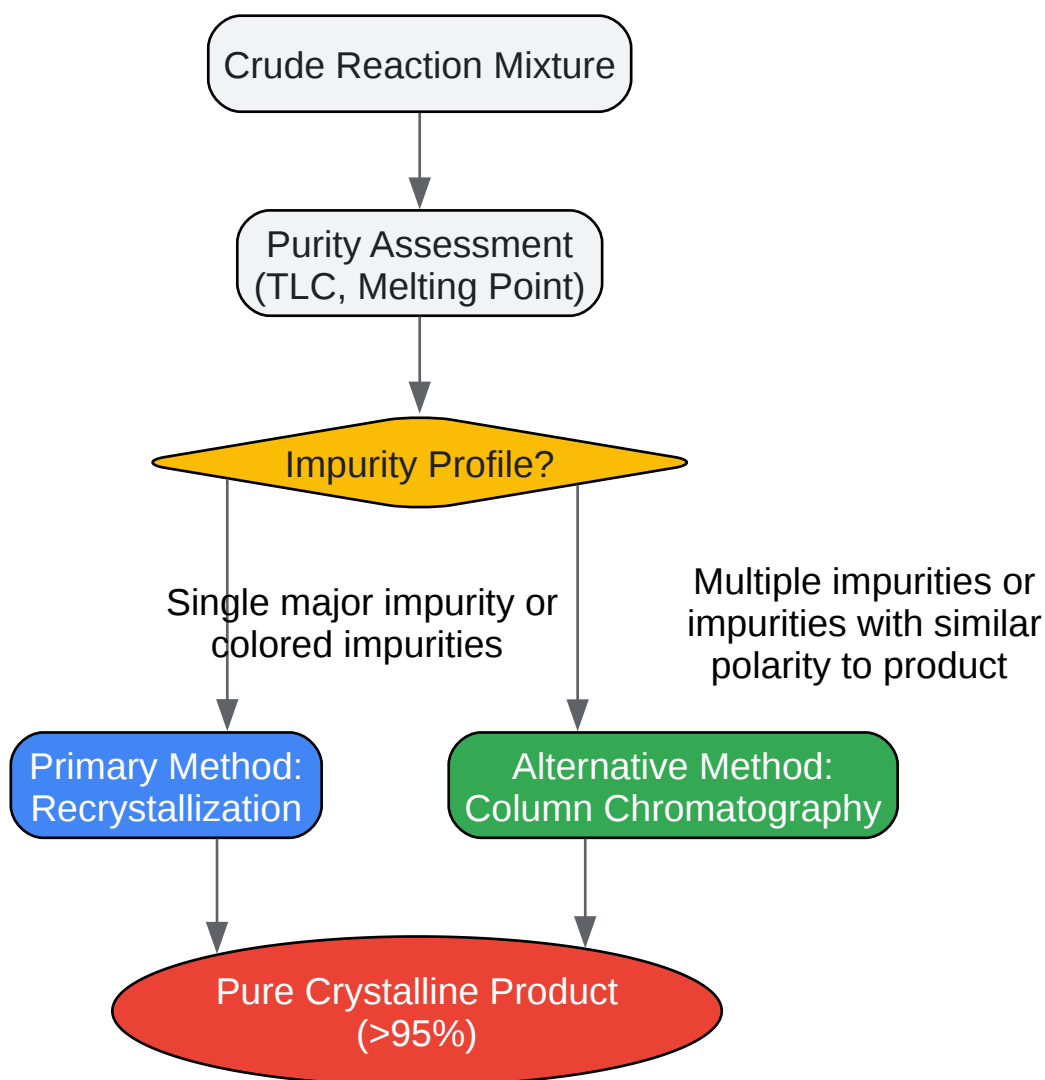 Crude Reaction Mixture
Purity Assessment
(TLC, Melting Point)
Impurity Profile?
Single major impurity or
colored impurities
Multiple impurities or
impurities with similar
polarity to product
Primary Method:
Recrystallization
Alternative Method:
Column Chromatography
Pure Crystalline Product
(>95%)